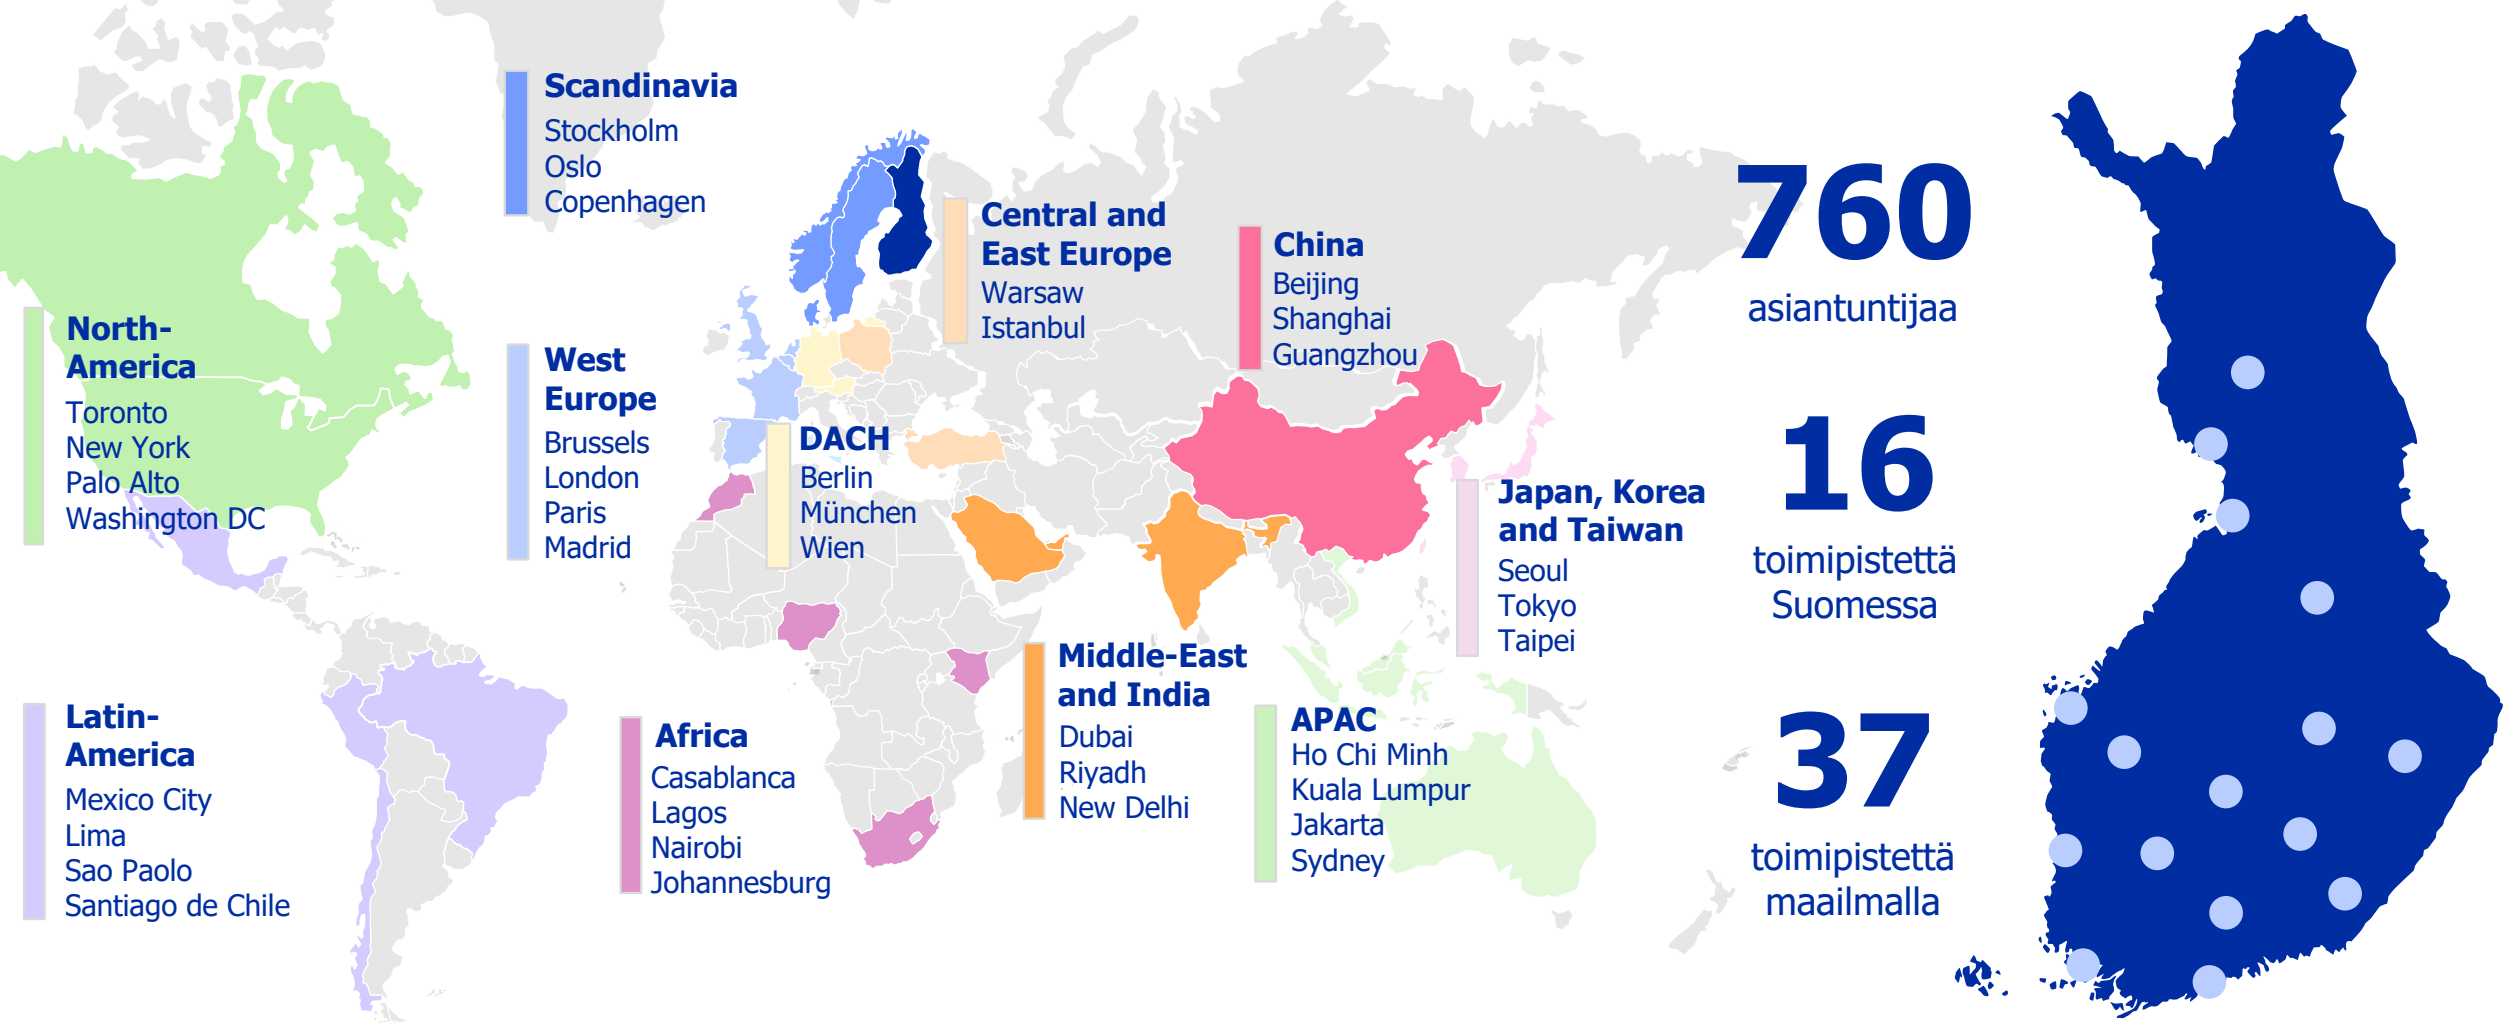 Scandinavia
Stockholm
Oslo
Copenhagen
North-
America
Toronto
New York
Palo Alto
Washington DC
West
Europe
Brussels
London
Paris
Madrid
DACH
Berlin
München
Wien
Central and
East Europe
Warsaw
Istanbul
China
Beijing
Shanghai
Guangzhou
Japan, Korea
and Taiwan
Seoul
Tokyo
Taipei
Latin-
America
Mexico City
Lima
Sao Paolo
Santiago de Chile
Africa
Casablanca
Lagos
Nairobi
Johannesburg
Middle-East
and India
Dubai
Riyadh
New Delhi
APAC
Ho Chi Minh
Kuala Lumpur
Jakarta
Sydney
760
asiantuntijaa
16
toimipistettä
Suomessa
37
toimipistettä
maailmalla